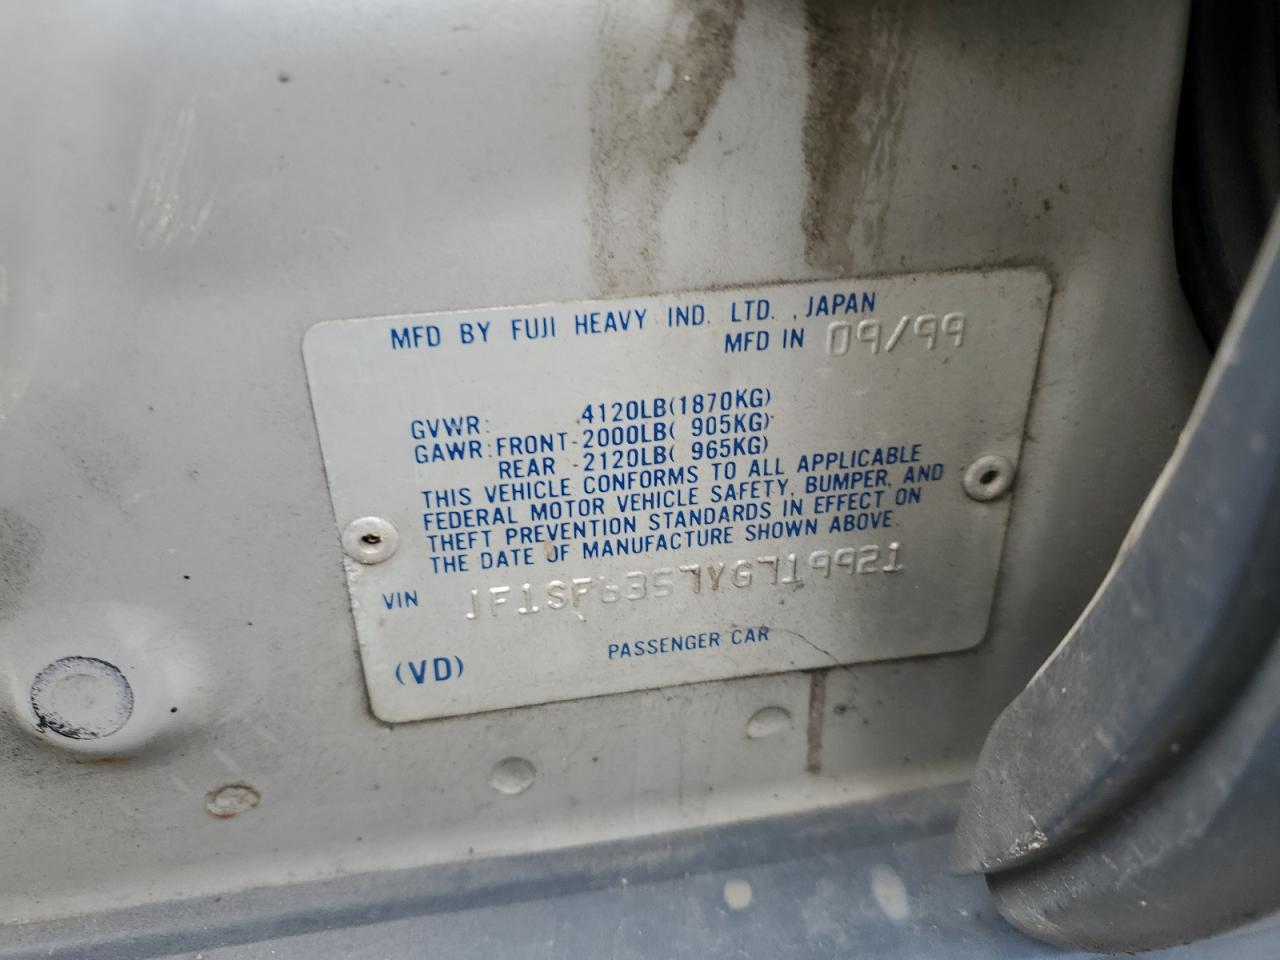 MFD BY FUJI HEAVY IND. LTD. , JAPAN
MFD IN 09/99
GVWR: 4120LB(1870KG)
GAWR:FRONT-2000LB( 905KG)
REAR -2120LB( 965KG)
THIS VEHICLE CONFORMS TO ALL APPLICABLE
FEDERAL MOTOR VEHICLE SAFETY, BUMPER, AND
THEFT PREVENTION STANDARDS IN EFFECT ON
THE DATE OF MANUFACTURE SHOWN ABOVE.
VIN JF1SF63S7YG719921
PASSENGER CAR
(VD)